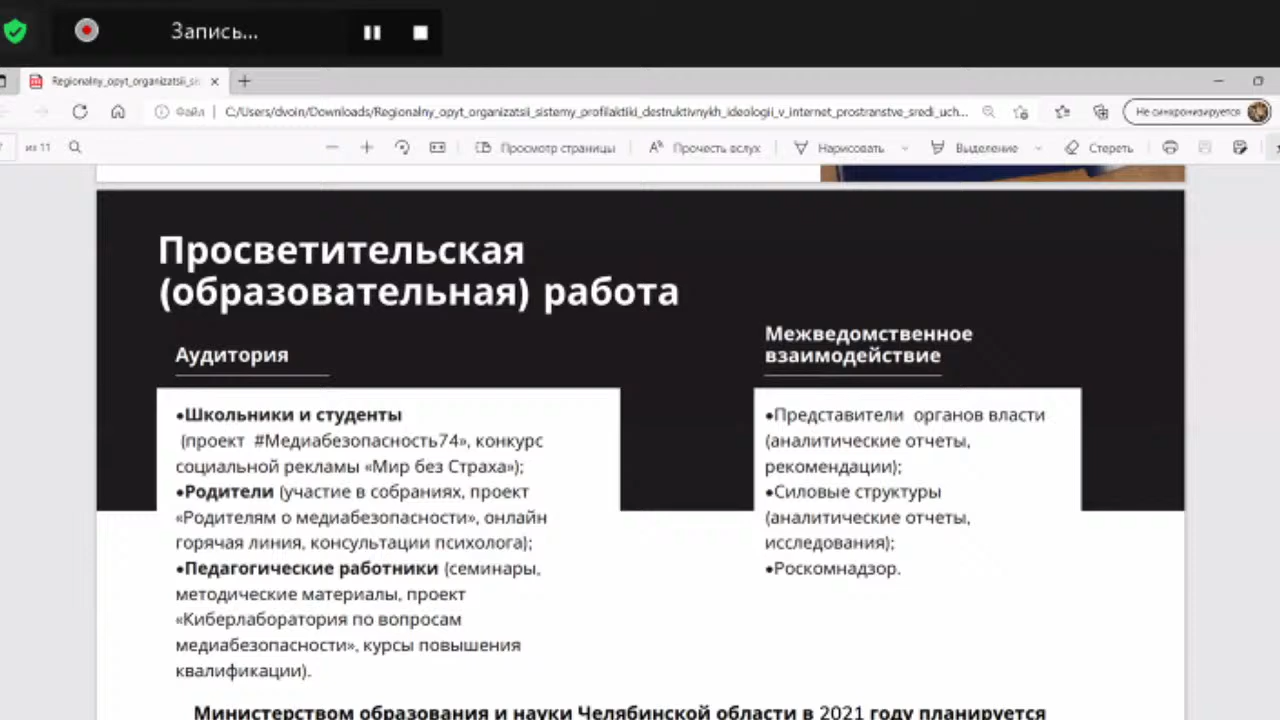 Запись...
Regionalny_opyt_organizatsii_sis
Файл
C:/Users/dvoin/Downloads/Regionalny_opyt_organizatsii_sistemy_profilaktiki_destruktivnykh_ideologii_v_internet_prostranstve_sredi_uch...
Не синхронизируется
из 11
Просмотр страницы
Прочесть вслух
Нарисовать
Выделение
Стереть
Просветительская
(образовательная) работа
Аудитория
•Школьники и студенты
(проект #Медиабезопасность74», конкурс
социальной рекламы «Мир без Страха»);
•Родители (участие в собраниях, проект
«Родителям о медиабезопасности», онлайн
горячая линия, консультации психолога);
•Педагогические работники (семинары,
методические материалы, проект
«Киберлаборатория по вопросам
медиабезопасности», курсы повышения
квалификации).
Межведомственное
взаимодействие
•Представители органов власти
(аналитические отчеты,
рекомендации);
•Силовые структуры
(аналитические отчеты,
исследования);
•Роскомнадзор.
Министерством образования и науки Челябинской области в 2021 году планируется